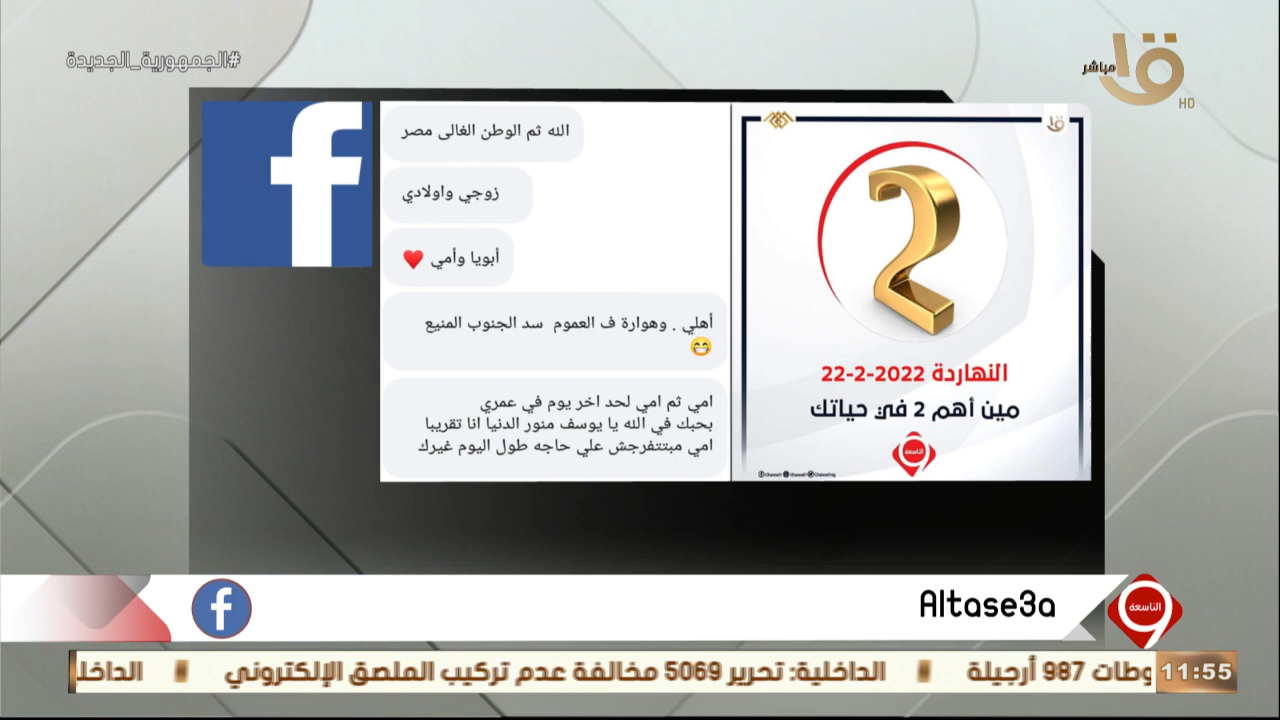 #الجمهورية_الجديدة
مباشر
HD
الله ثم الوطن الغالى مصر
زوجي واولادي
أبويا وأمي ❤️
أهلي . وهوارة ف العموم سد الجنوب المنيع
😁
امي ثم امي لحد اخر يوم في عمري
بحبك في الله يا يوسف منور الدنيا انا تقريبا
امي مبتتفرجش علي حاجه طول اليوم غيرك
2
النهاردة 2022-2-22
مين أهم 2 في حياتك
التاسعة
Altase3a
التاسعة
9
11:55
وطات 987 أرجيلة
الداخلية: تحرير 5069 مخالفة عدم تركيب الملصق الإلكتروني
الداخل